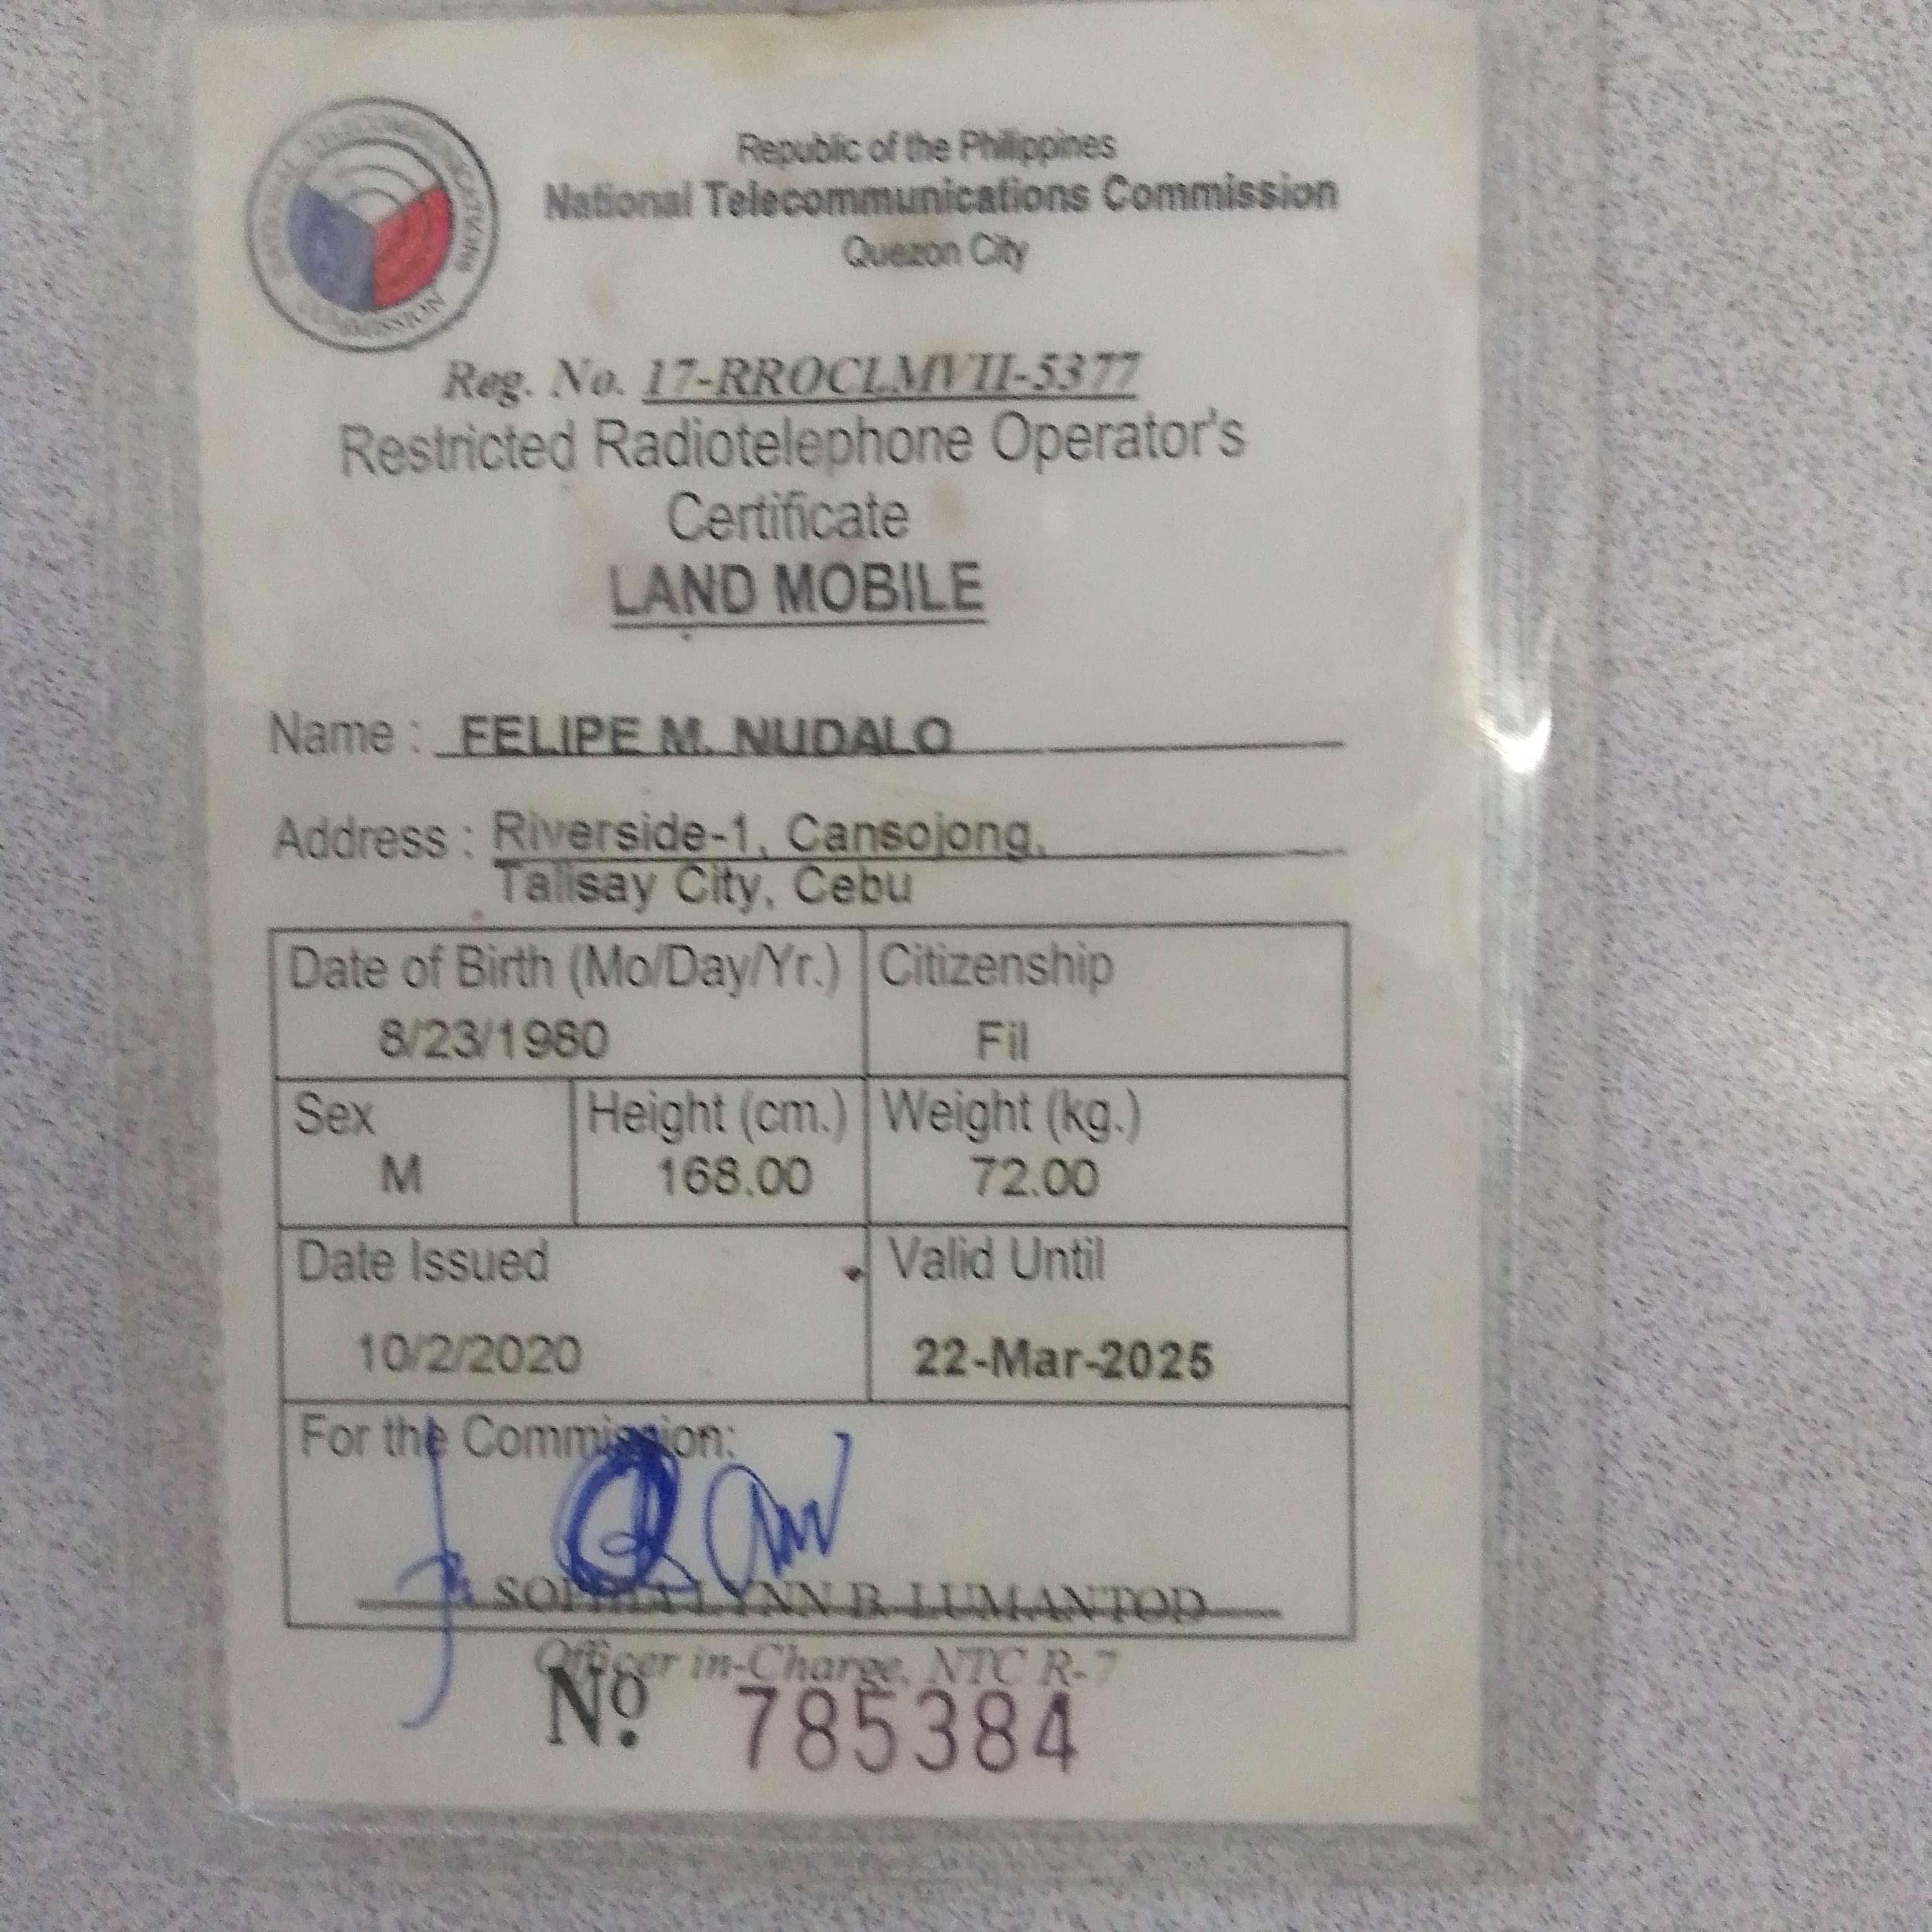 NATIONAL TELECOMMUNICATIONS COMMISSION
Republic of the Philippines
National Telecommunications Commission
Quezon City
Reg. No. 17-RROCLMVII-5377
Restricted Radiotelephone Operator's
Certificate
LAND MOBILE
Name : FELIPE M. NUDALO
Address : Riverside-1, Cansojong,
Talisay City, Cebu
Date of Birth (Mo/Day/Yr.) Citizenship
8/23/1980 Fil
Sex Height (cm.) Weight (kg.)
M 168.00 72.00
Date Issued Valid Until
10/2/2020 22-Mar-2025
For the Commission:
SOPHIA LYNN B. LUMANTOD
Officer in-Charge, NTC R-7
No. 785384